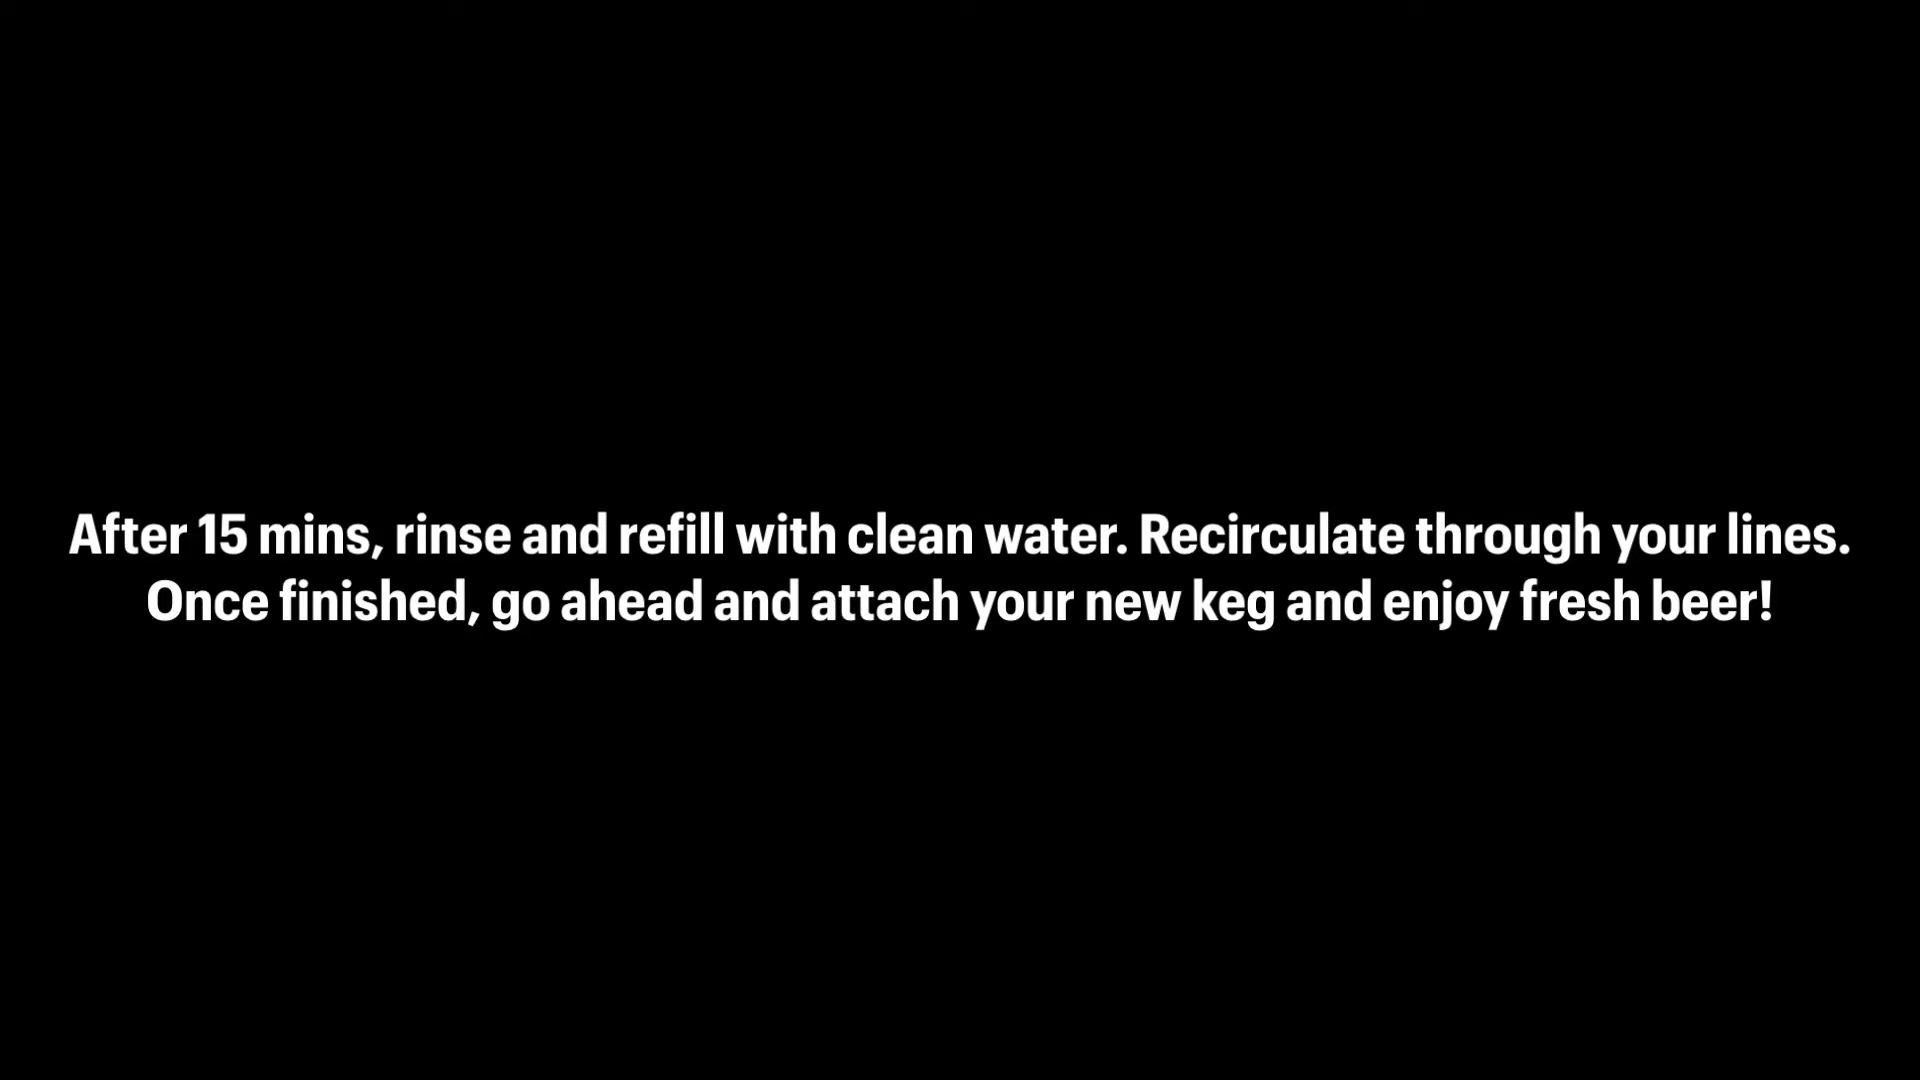 After 15 mins, rinse and refill with clean water. Recirculate through your lines.
Once finished, go ahead and attach your new keg and enjoy fresh beer!